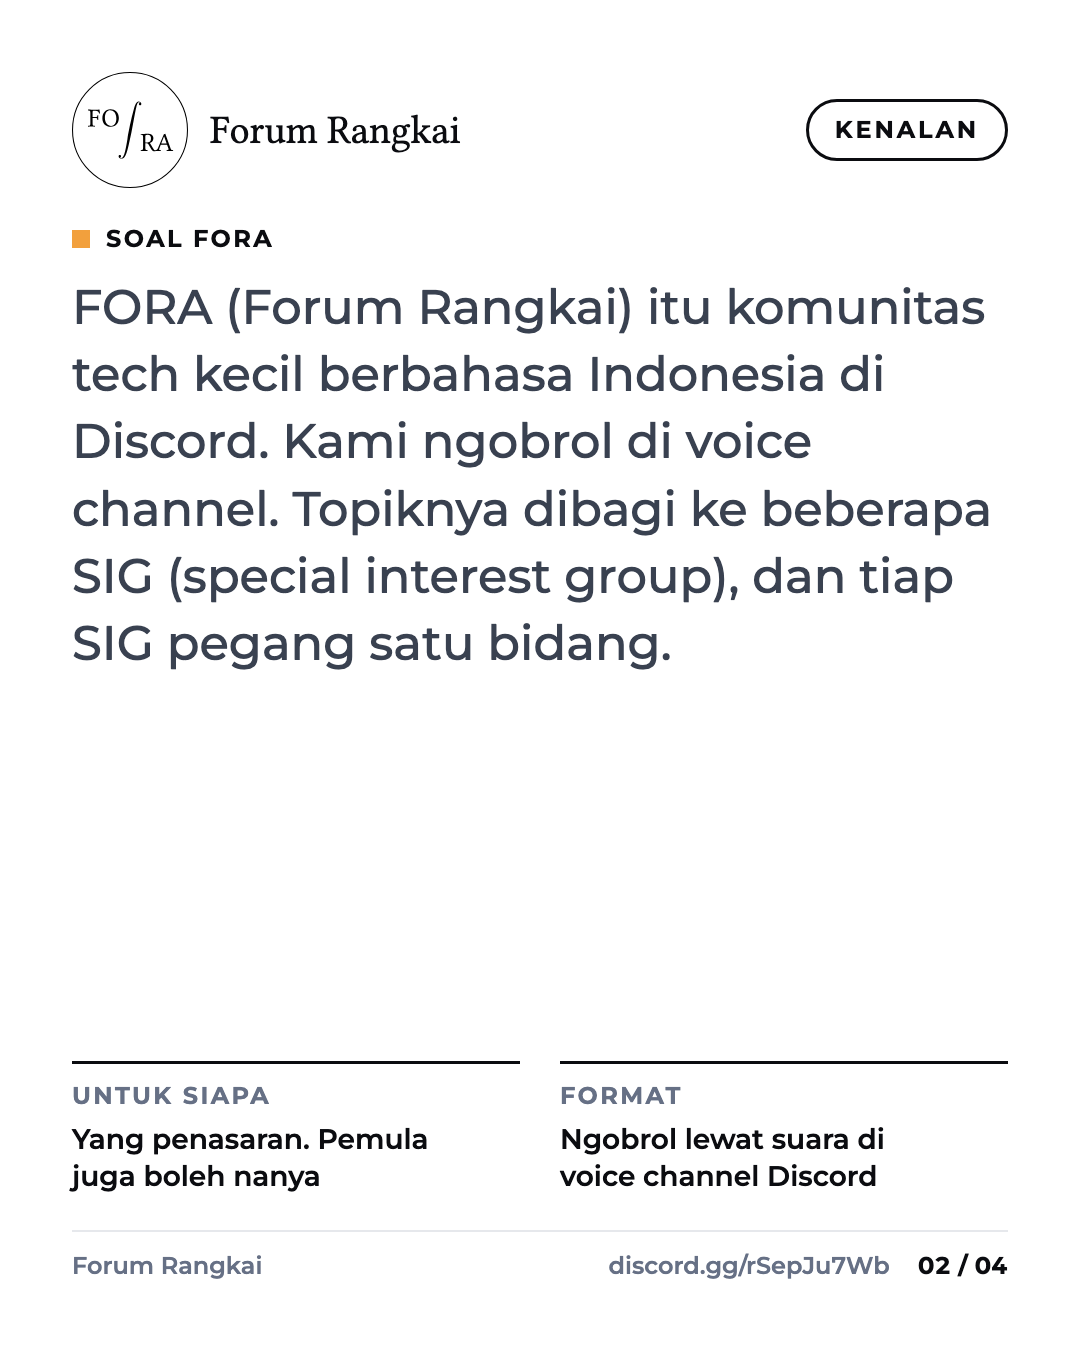 FO
RA
Forum Rangkai
KENALAN
SOAL FORA
FORA (Forum Rangkai) itu komunitas
tech kecil berbahasa Indonesia di
Discord. Kami ngobrol di voice
channel. Topiknya dibagi ke beberapa
SIG (special interest group), dan tiap
SIG pegang satu bidang.
UNTUK SIAPA
Yang penasaran. Pemula
juga boleh nanya
FORMAT
Ngobrol lewat suara di
voice channel Discord
Forum Rangkai
discord.gg/rSepJu7Wb 02 / 04